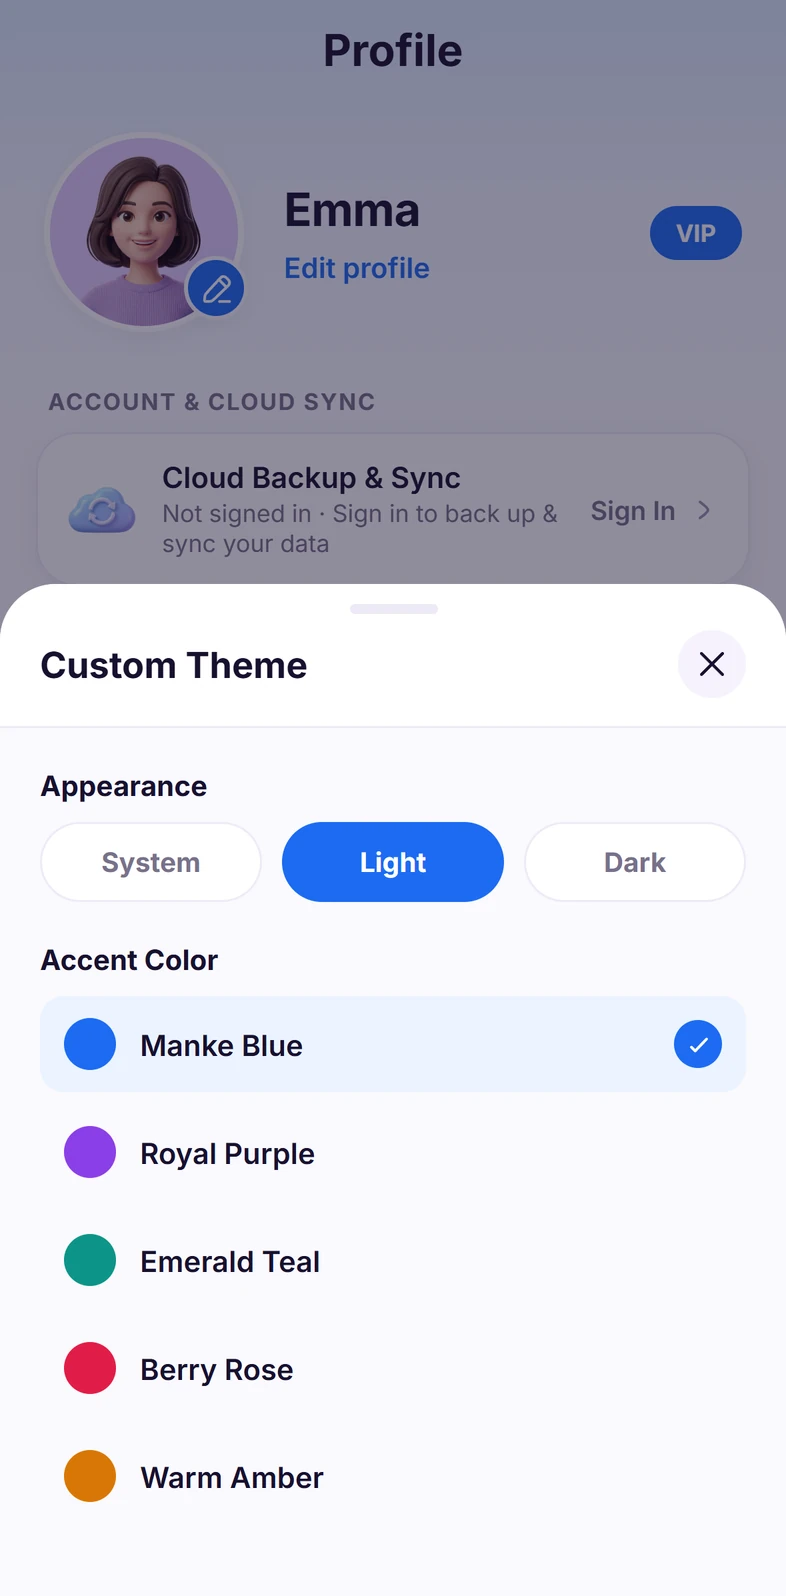 Profile
Emma
VIP
Edit profile
ACCOUNT & CLOUD SYNC
Cloud Backup & Sync
Not signed in · Sign in to back up &
sync your data
Sign In
Custom Theme
Appearance
System
Light
Dark
Accent Color
Manke Blue
Royal Purple
Emerald Teal
Berry Rose
Warm Amber